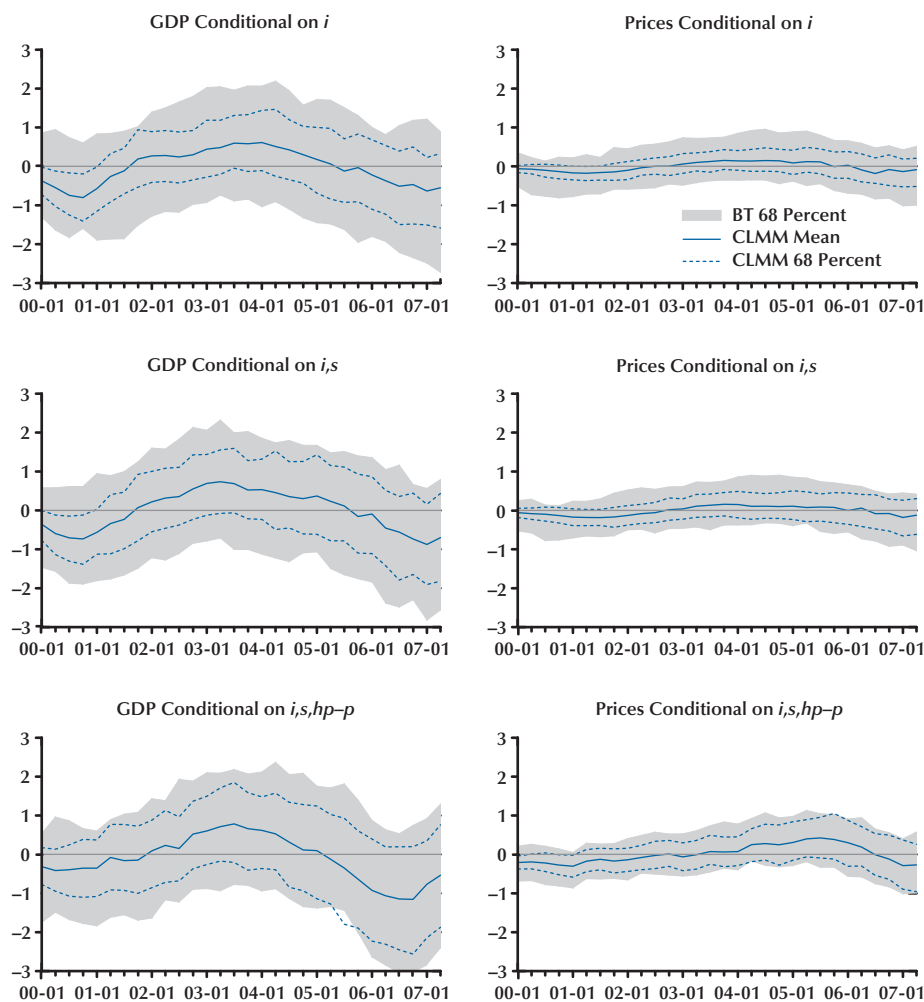 GDP Conditional on i
3
2
1
0
–1
–2
–3
00-01 01-01 02-01 03-01 04-01 05-01 06-01 07-01
Prices Conditional on i
3
2
1
0
–1
–2
–3
BT 68 Percent
CLMM Mean
CLMM 68 Percent
00-01 01-01 02-01 03-01 04-01 05-01 06-01 07-01
GDP Conditional on i,s
3
2
1
0
–1
–2
–3
00-01 01-01 02-01 03-01 04-01 05-01 06-01 07-01
Prices Conditional on i,s
3
2
1
0
–1
–2
–3
00-01 01-01 02-01 03-01 04-01 05-01 06-01 07-01
GDP Conditional on i,s,hp–p
3
2
1
0
–1
–2
–3
00-01 01-01 02-01 03-01 04-01 05-01 06-01 07-01
Prices Conditional on i,s,hp–p
3
2
1
0
–1
–2
–3
00-01 01-01 02-01 03-01 04-01 05-01 06-01 07-01